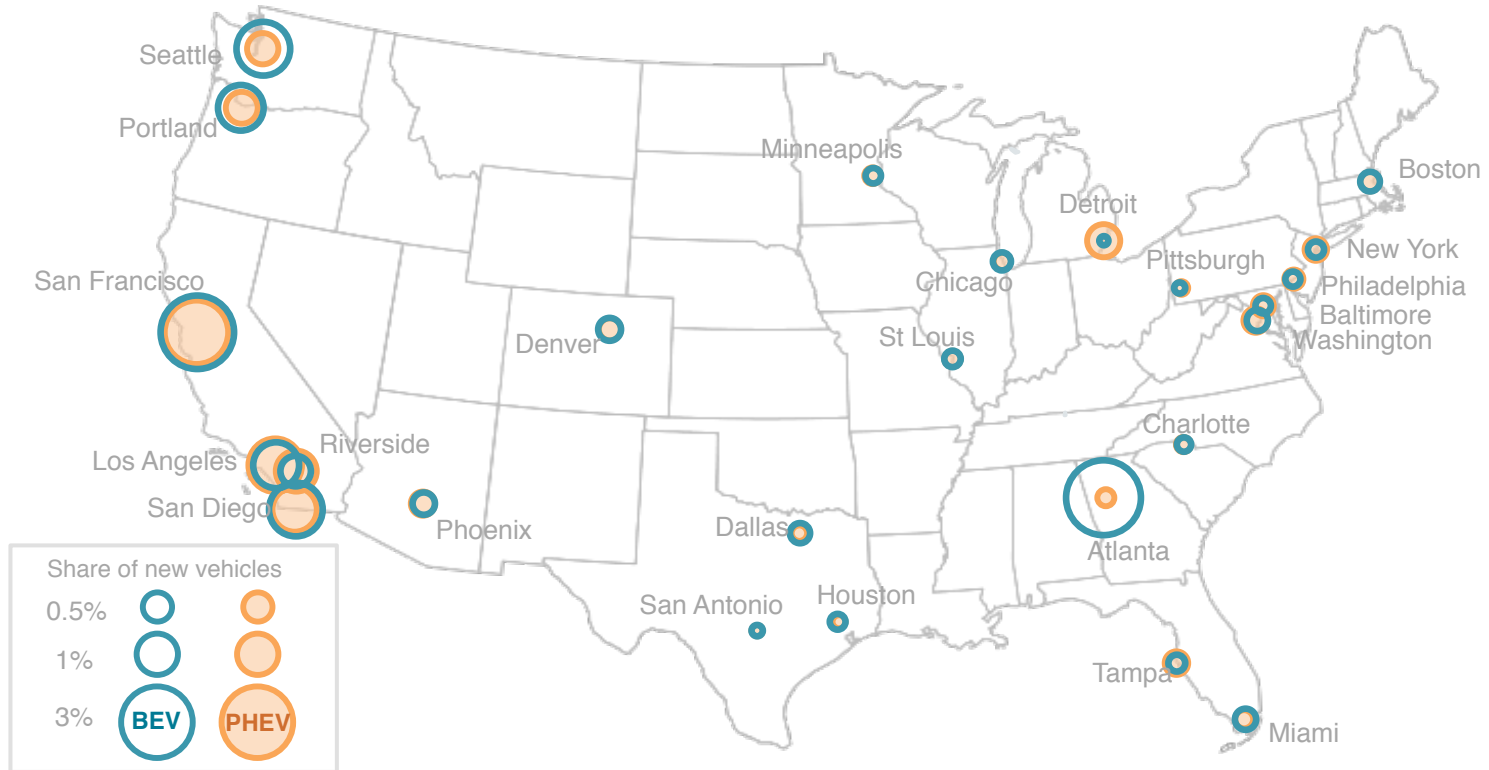 Seattle
Portland
Minneapolis
Boston
Detroit
New York
Pittsburgh
Chicago
San Francisco
Philadelphia
Baltimore
Washington
Denver
St Louis
Charlotte
Riverside
Los Angeles
San Diego
Phoenix
Dallas
Atlanta
San Antonio
Houston
Tampa
Miami
Share of new vehicles
0.5%
1%
3% BEV PHEV